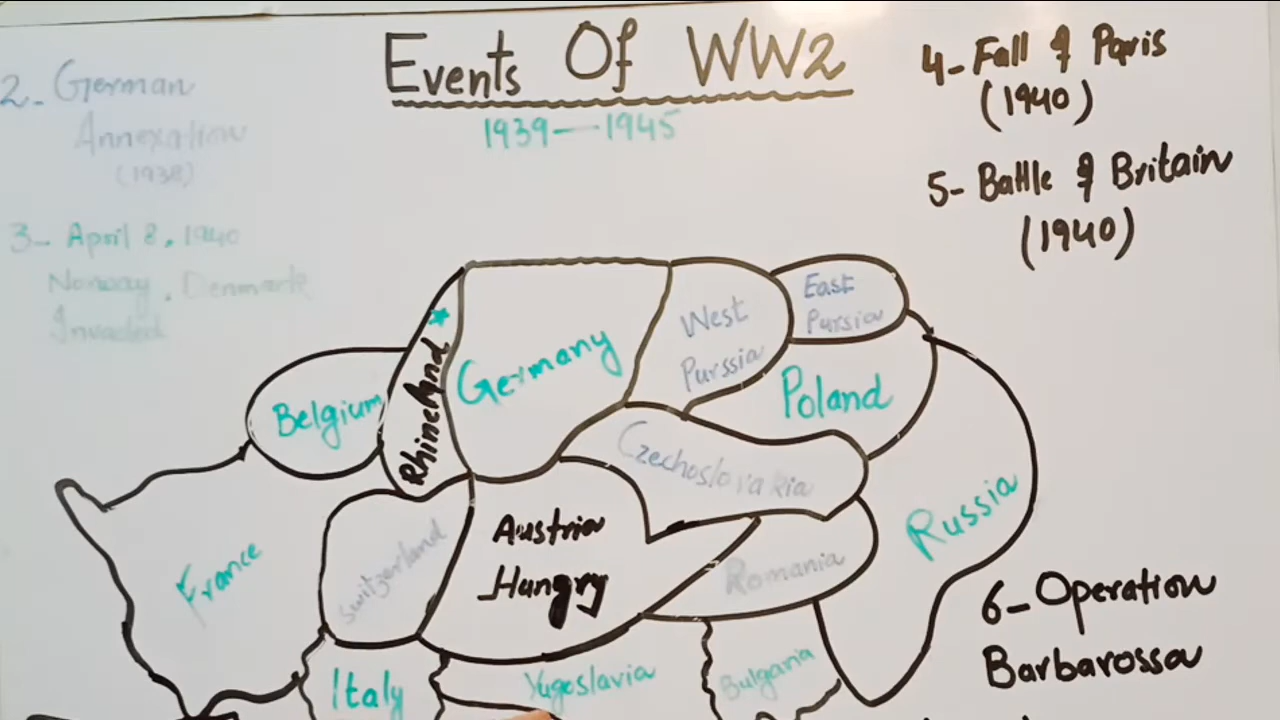 Events Of WW2
1939—1945
2- German
Annexation
(1938)
3- April 8, 1940
Norway, Denmark
Invaded
4- Fall of Paris
(1940)
5- Battle of Britain
(1940)
East
Purssia
West
Purssia
Germany
Rhineland
Belgium
Poland
Czechoslovakia
Russia
Austria
Hungry
France
Switzerland
Romania
6- Operation
Barbarossa
Italy
Yugoslavia
Bulgaria